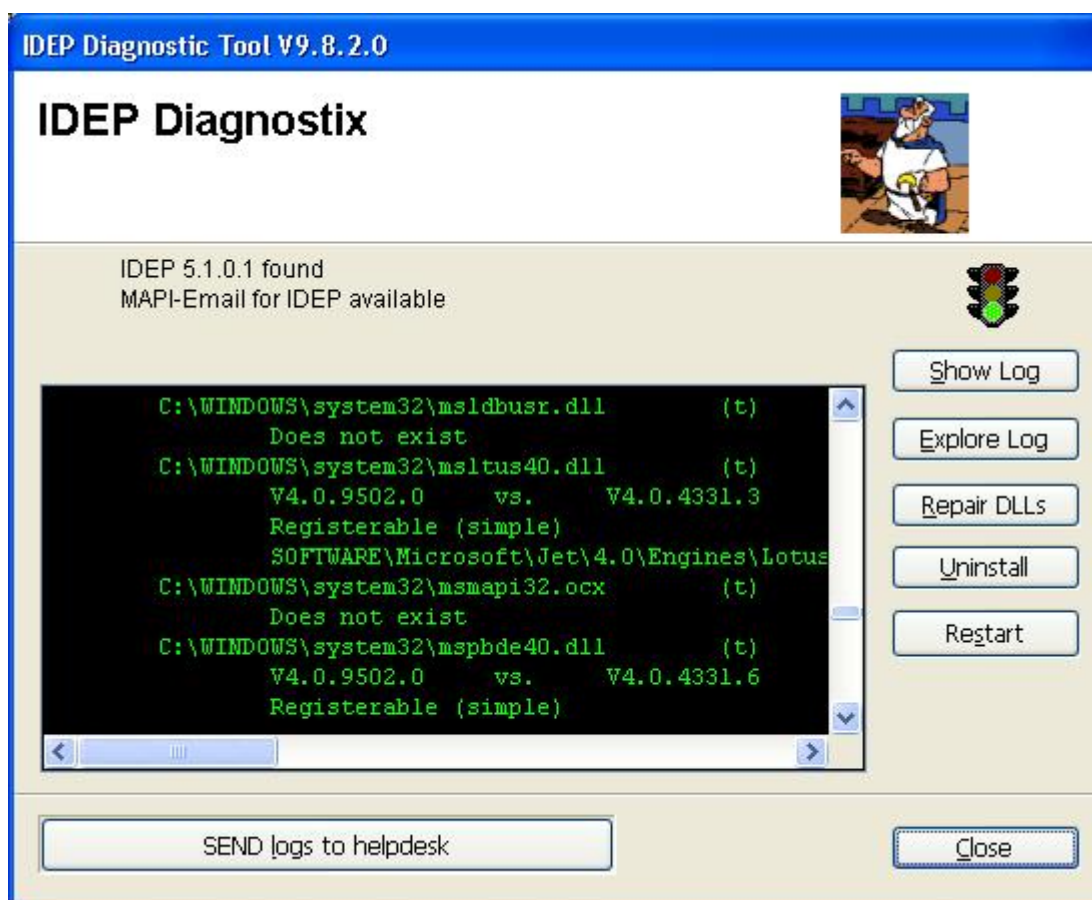 IDEP Diagnostic Tool V9.8.2.0
IDEP Diagnostix
IDEP 5.1.0.1 found
MAPI-Email for IDEP available
C:\WINDOWS\system32\msldbusr.dll (t)
Does not exist
C:\WINDOWS\system32\msltus40.dll (t)
V4.0.9502.0 vs. V4.0.4331.3
Registerable (simple)
SOFTWARE\Microsoft\Jet\4.0\Engines\Lotus
C:\WINDOWS\system32\msmapi32.ocx (t)
Does not exist
C:\WINDOWS\system32\mspbde40.dll (t)
V4.0.9502.0 vs. V4.0.4331.6
Registerable (simple)
Show Log
Explore Log
Repair DLLs
Uninstall
Restart
SEND logs to helpdesk
Close